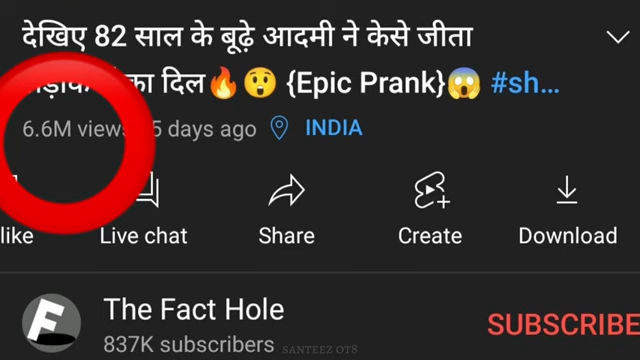 देखिए 82 साल के बूढ़े आदमी ने केसे जीता
का दिल🔥😲 {Epic Prank}😱 #sh...
6.6M views 5 days ago INDIA
like Live chat Share Create Download
The Fact Hole
SUBSCRIBE
837K subscribers
SANTEEZ OT8